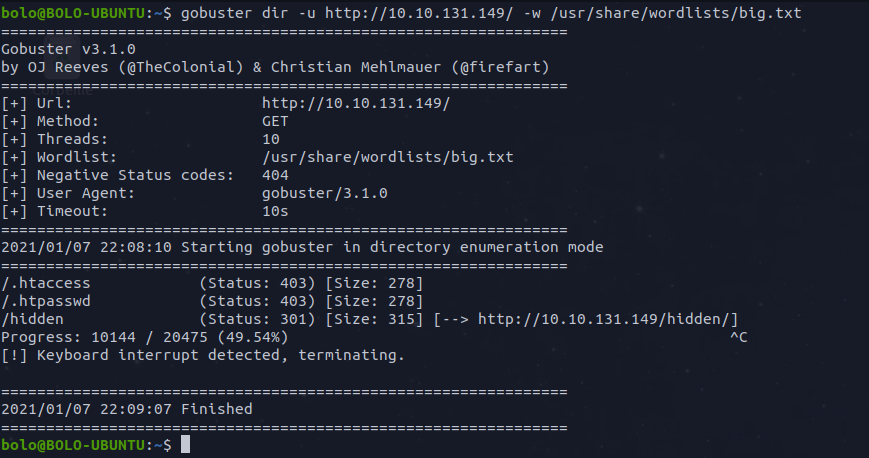 bolo@BOLO-UBUNTU:~$ gobuster dir -u http://10.10.131.149/ -w /usr/share/wordlists/big.txt
===============================================================
Gobuster v3.1.0
by OJ Reeves (@TheColonial) & Christian Mehlmauer (@firefart)
===============================================================
[+] Url:                     http://10.10.131.149/
[+] Method:                  GET
[+] Threads:                 10
[+] Wordlist:                /usr/share/wordlists/big.txt
[+] Negative Status codes:   404
[+] User Agent:              gobuster/3.1.0
[+] Timeout:                 10s
===============================================================
2021/01/07 22:08:10 Starting gobuster in directory enumeration mode
===============================================================
/.htaccess            (Status: 403) [Size: 278]
/.htpasswd            (Status: 403) [Size: 278]
/hidden               (Status: 301) [Size: 315] [--> http://10.10.131.149/hidden/]
Progress: 10144 / 20475 (49.54%)                                                 ^C
[!] Keyboard interrupt detected, terminating.
===============================================================
2021/01/07 22:09:07 Finished
===============================================================
bolo@BOLO-UBUNTU:~$